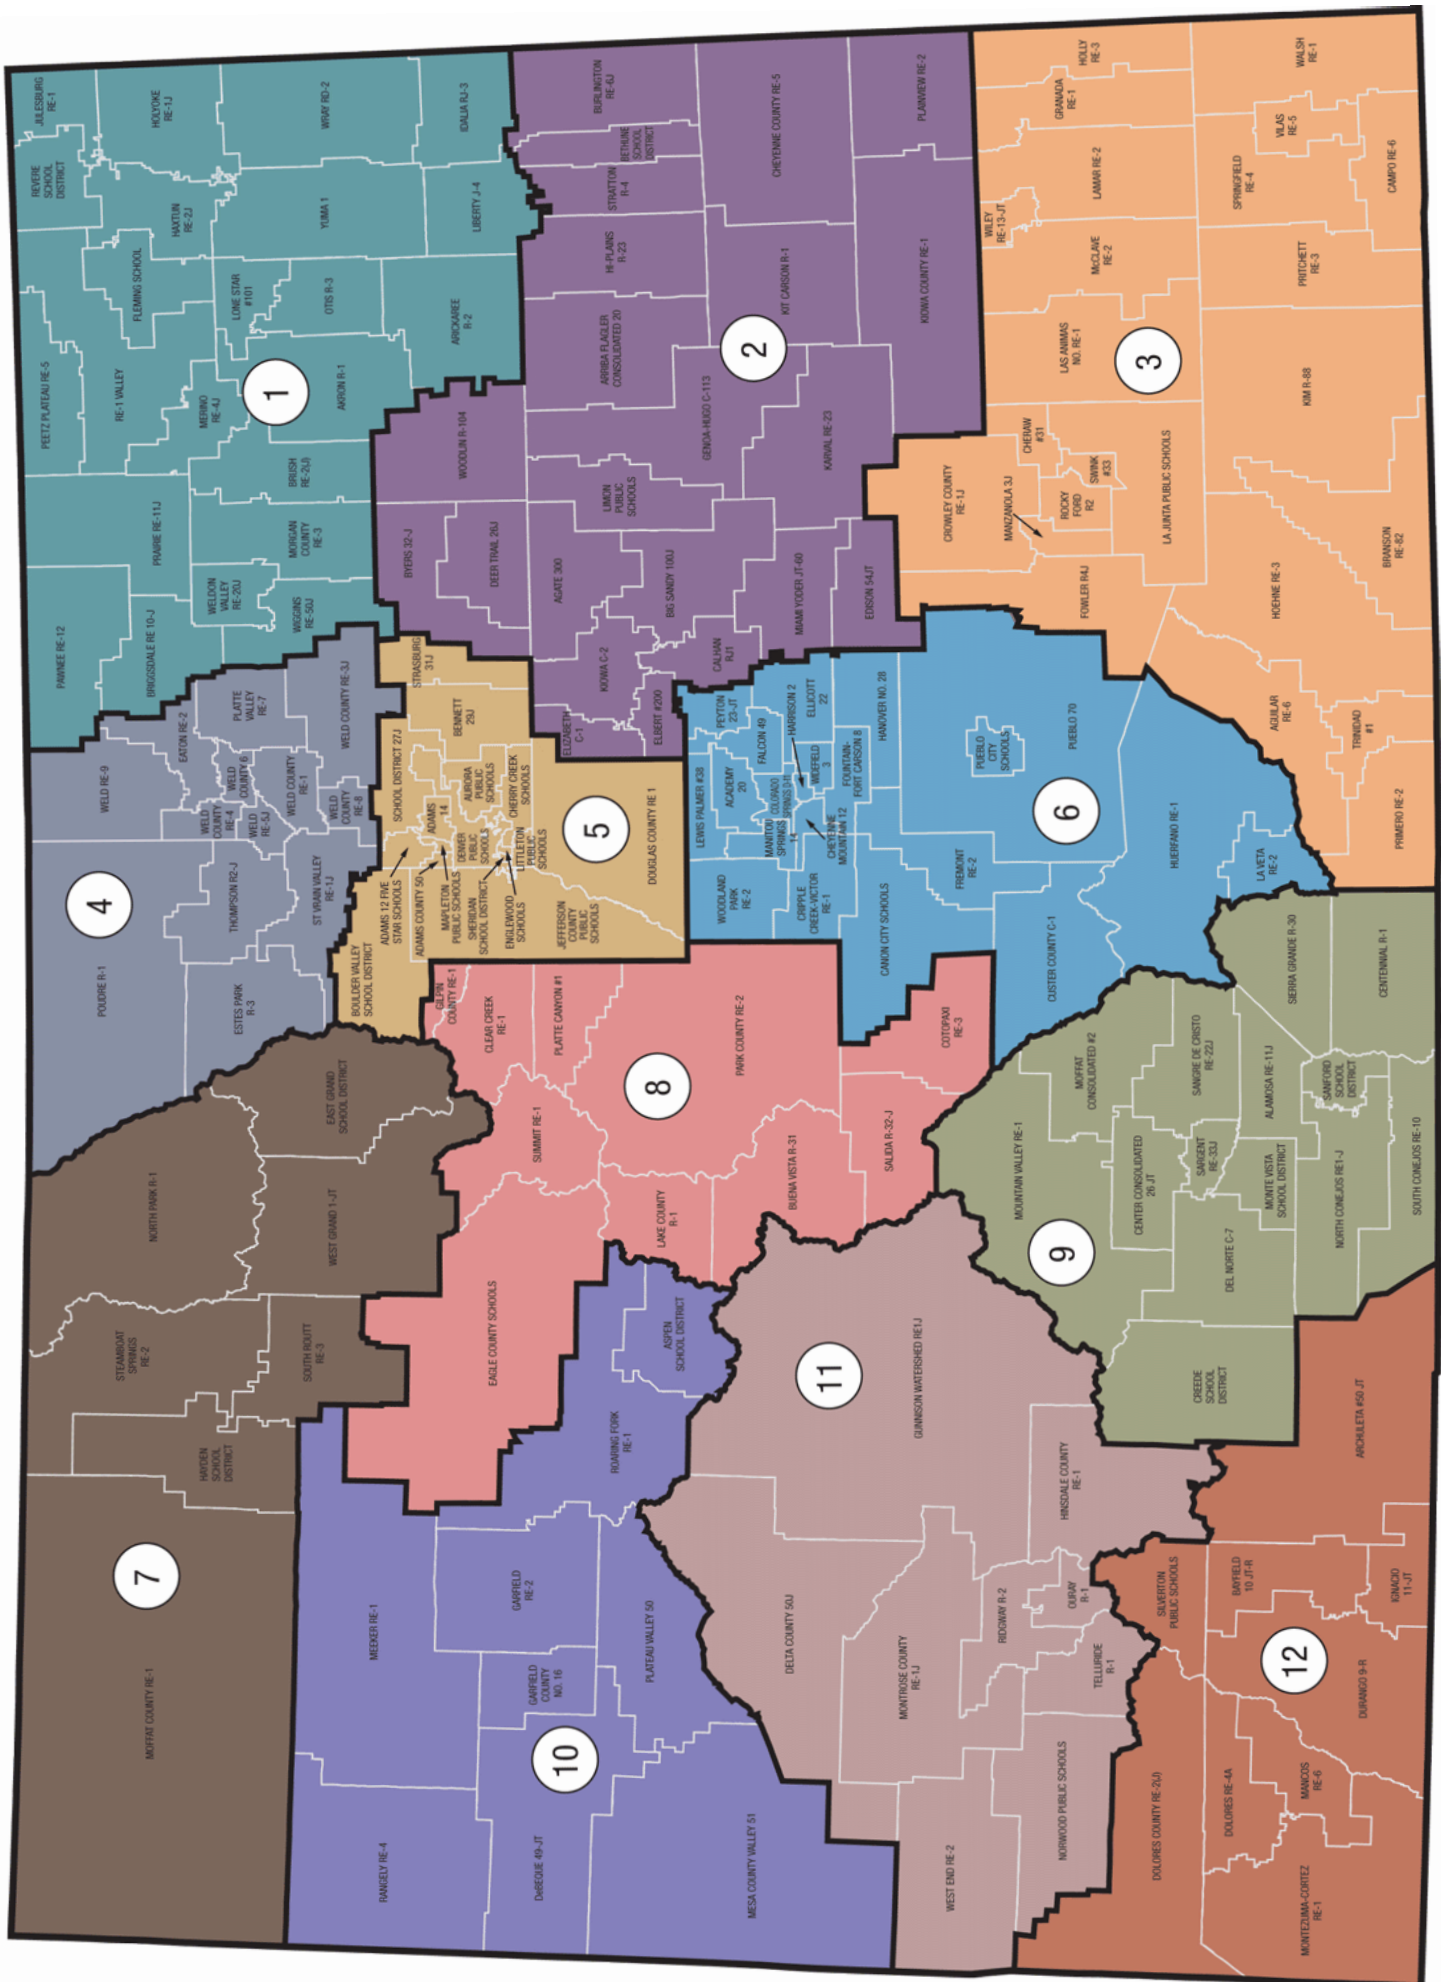 JULESBURG
RE-1
REVERE
SCHOOL
DISTRICT
HOLYOKE
RE-1J
HAXTUN
RE-2J
PEETZ PLATEAU RE-5
FLEMING SCHOOL
RE-1 VALLEY
WRAY RD-2
YUMA 1
IDALIA RJ-3
LIBERTY J-4
LONE STAR
#101
OTIS R-3
ARICKAREE
R-2
MERINO
RE-4J
1
AKRON R-1
BRUSH
RE-2(J)
PRAIRIE RE-11J
MORGAN
COUNTY
RE-3
WELDON
VALLEY
RE-20J
WIGGINS
RE-50J
PAWNEE RE-12
BRIGGSDALE RE 10-J
BURLINGTON
RE-6J
BETHUNE
SCHOOL
DISTRICT
STRATTON
R-4
HI-PLAINS
R-23
ARRIBA FLAGLER
CONSOLIDATED 20
CHEYENNE COUNTY RE-5
PLAINVIEW RE-2
KIT CARSON R-1
KIOWA COUNTY RE-1
2
WOODLIN R-104
GENOA-HUGO C-113
KARVAL RE-23
LIMON
PUBLIC
SCHOOLS
BYERS 32-J
DEER TRAIL 26J
AGATE 300
BIG SANDY 100J
MIAMI YODER JT-60
EDISON 54JT
KIOWA C-2
CALHAN
RJ1
ELIZABETH
C-1
ELBERT #200
HOLLY
RE-3
GRANADA
RE-1
WALSH
RE-1
VILAS
RE-5
LAMAR RE-2
WILEY
RE-13-JT
SPRINGFIELD
RE-4
CAMPO RE-6
McCLAVE
RE-2
PRITCHETT
RE-3
LAS ANIMAS
NO. RE-1
3
KIM R-88
CHERAW
#31
SWINK
#33
ROCKY
FORD
R2
MANZANOLA 3J
CROWLEY COUNTY
RE-1J
LA JUNTA PUBLIC SCHOOLS
FOWLER R4J
BRANSON
RE-82
HOEHNE RE-3
AGUILAR
RE-6
TRINIDAD
#1
PRIMERO RE-2
WELD RE-9
EATON RE-2
PLATTE
VALLEY
RE-7
WELD COUNTY RE-3J
WELD
COUNTY 6
WELD COUNTY
RE-1
WELD
COUNTY
RE-4
WELD
RE-5J
WELD
COUNTY
RE-8
4
THOMPSON R2-J
ST VRAIN VALLEY
RE-1J
POUDRE R-1
ESTES PARK
R-3
STRASBURG
31J
BENNETT
29J
SCHOOL DISTRICT 27J
AURORA
PUBLIC
SCHOOLS
CHERRY CREEK
SCHOOLS
ADAMS
14
DENVER
PUBLIC
SCHOOLS
LITTLETON
PUBLIC
SCHOOLS
5
DOUGLAS COUNTY RE 1
ADAMS 12 FIVE
STAR SCHOOLS
ADAMS COUNTY 50
MAPLETON
PUBLIC SCHOOLS
SHERIDAN
SCHOOL DISTRICT
ENGLEWOOD
SCHOOLS
JEFFERSON
COUNTY
PUBLIC
SCHOOLS
BOULDER VALLEY
SCHOOL DISTRICT
PEYTON
23-JT
FALCON 49
HARRISON 2
ELLICOTT
22
HANOVER NO. 28
LEWIS PALMER #38
ACADEMY
20
COLORADO
SPRINGS D-11
WIDEFIELD
3
FOUNTAIN-
FORT CARSON 8
MANITOU
SPRINGS
14
CHEYENNE
MOUNTAIN 12
WOODLAND
PARK
RE-2
CRIPPLE
CREEK-VICTOR
RE-1
CANON CITY SCHOOLS
FREMONT
RE-2
PUEBLO
CITY
SCHOOLS
PUEBLO 70
6
HUERFANO RE-1
LA VETA
RE-2
CUSTER COUNTY C-1
NORTH PARK R-1
EAST GRAND
SCHOOL DISTRICT
WEST GRAND 1-JT
STEAMBOAT
SPRINGS
RE-2
SOUTH ROUTT
RE-3
HAYDEN
SCHOOL
DISTRICT
7
MOFFAT COUNTY RE-1
GILPIN
COUNTY RE-1
CLEAR CREEK
RE-1
PLATTE CANYON #1
PARK COUNTY RE-2
8
SUMMIT RE-1
LAKE COUNTY
R-1
BUENA VISTA R-31
SALIDA R-32-J
COTOPAXI
RE-3
EAGLE COUNTY SCHOOLS
SIERRA GRANDE R-30
CENTENNIAL R-1
MOFFAT
CONSOLIDATED #2
SANGRE DE CRISTO
RE-22J
ALAMOSA RE-11J
SANFORD
SCHOOL
DISTRICT
MOUNTAIN VALLEY RE-1
CENTER CONSOLIDATED
26 JT
SARGENT
RE-33J
MONTE VISTA
SCHOOL DISTRICT
NORTH CONEJOS RE1-J
SOUTH CONEJOS RE-10
9
DEL NORTE C-7
CREEDE
SCHOOL
DISTRICT
ASPEN
SCHOOL DISTRICT
ROARING FORK
RE-1
MEEKER RE-1
GARFIELD
RE-2
PLATEAU VALLEY 50
GARFIELD
COUNTY
NO. 16
10
RANGELY RE-4
DeBEQUE 49-JT
MESA COUNTY VALLEY 51
11
GUNNISON WATERSHED RE1J
HINSDALE COUNTY
RE-1
DELTA COUNTY 50J
MONTROSE COUNTY
RE-1J
RIDGWAY R-2
OURAY
R-1
TELLURIDE
R-1
WEST END RE-2
NORWOOD PUBLIC SCHOOLS
ARCHULETA #50 JT
SILVERTON
PUBLIC SCHOOLS
BAYFIELD
10 JT-R
IGNACIO
11-JT
12
DURANGO 9-R
DOLORES COUNTY RE-2(J)
DOLORES RE-4A
MANCOS
RE-6
MONTEZUMA-CORTEZ
RE-1